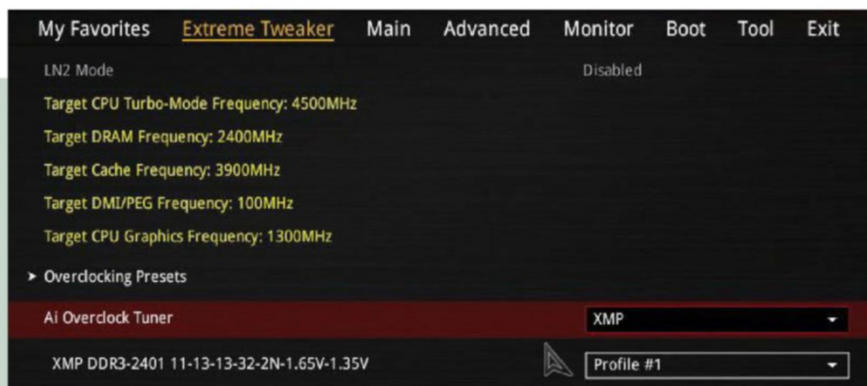 My Favorites Extreme Tweaker Main Advanced Monitor Boot Tool Exit
LN2 Mode Disabled
Target CPU Turbo-Mode Frequency: 4500MHz
Target DRAM Frequency: 2400MHz
Target Cache Frequency: 3900MHz
Target DMI/PEG Frequency: 100MHz
Target CPU Graphics Frequency: 1300MHz
Overclocking Presets
Ai Overclock Tuner XMP
XMP DDR3-2401 11-13-13-32-2N-1.65V-1.35V Profile #1